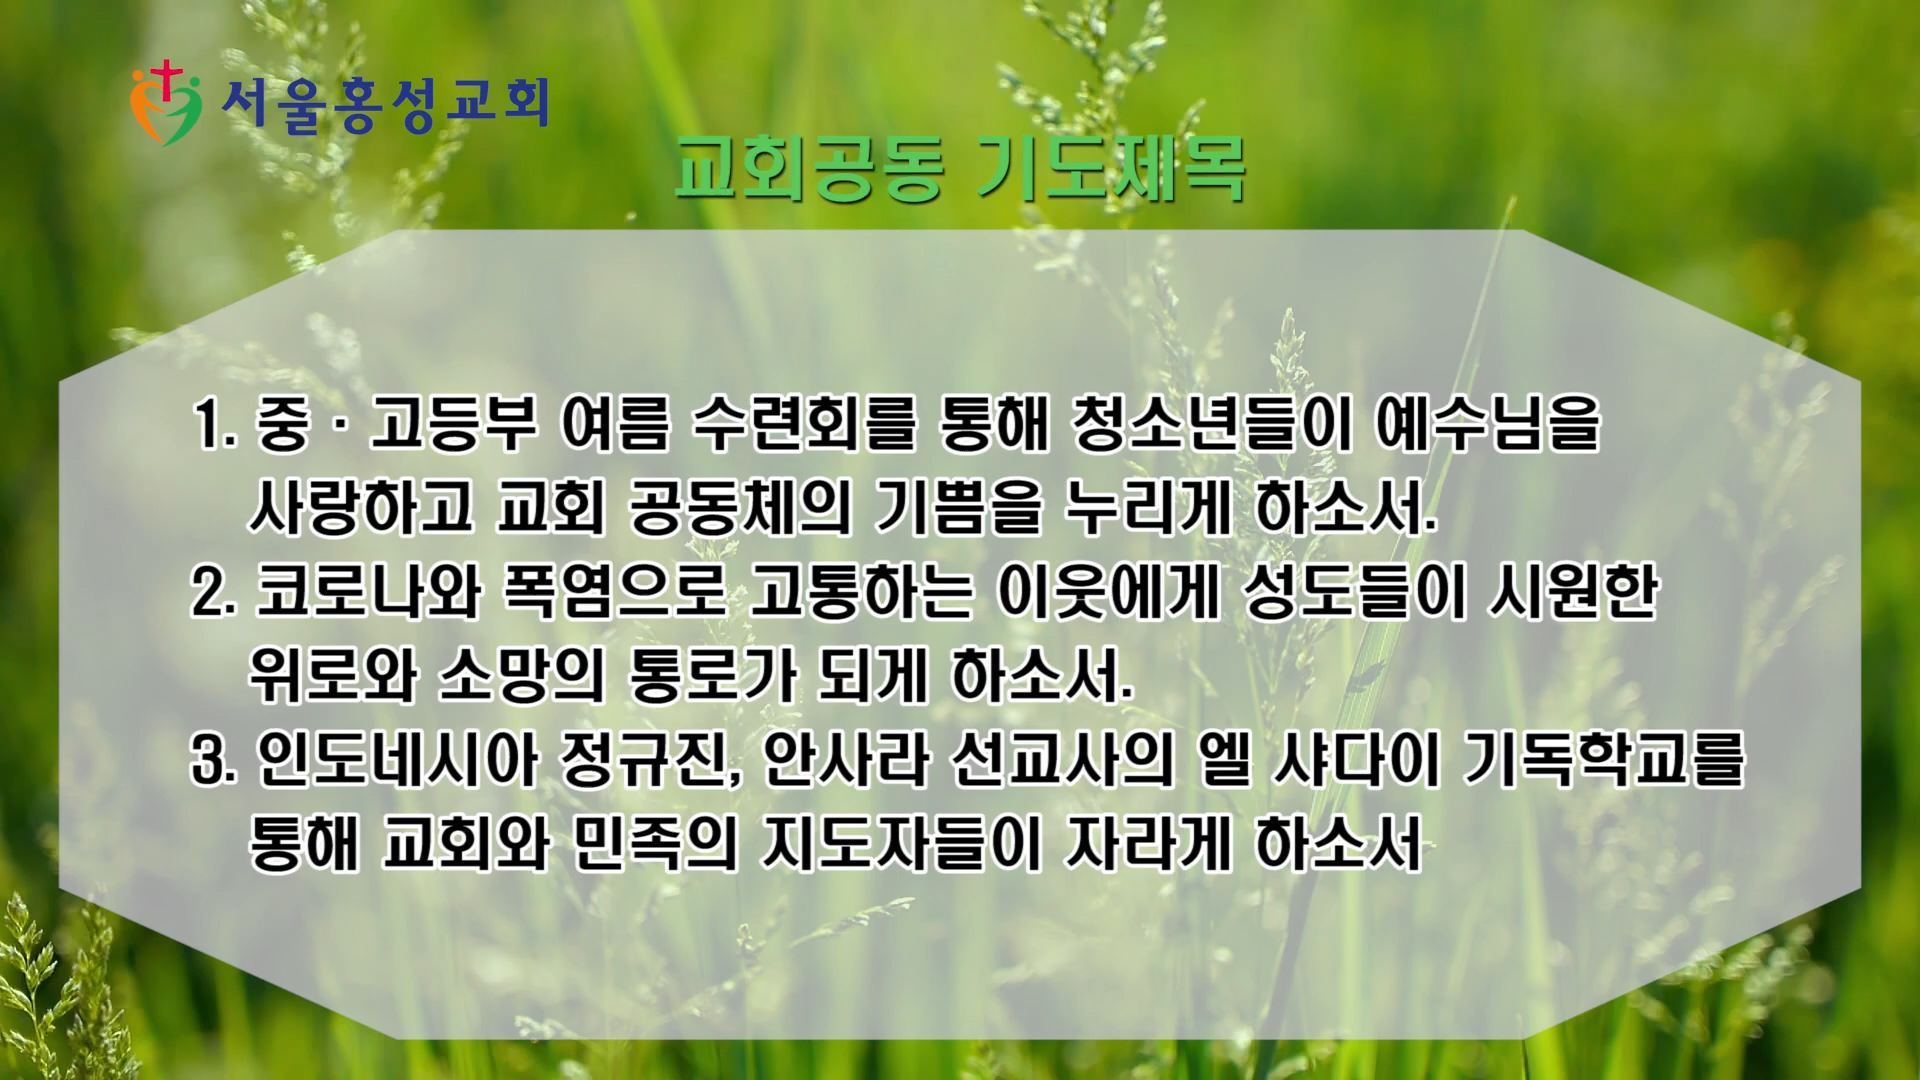 서울홍성교회
교회공동 기도제목
1. 중 · 고등부 여름 수련회를 통해 청소년들이 예수님을
사랑하고 교회 공동체의 기쁨을 누리게 하소서.
2. 코로나와 폭염으로 고통하는 이웃에게 성도들이 시원한
위로와 소망의 통로가 되게 하소서.
3. 인도네시아 정규진, 안사라 선교사의 엘 샤다이 기독학교를
통해 교회와 민족의 지도자들이 자라게 하소서